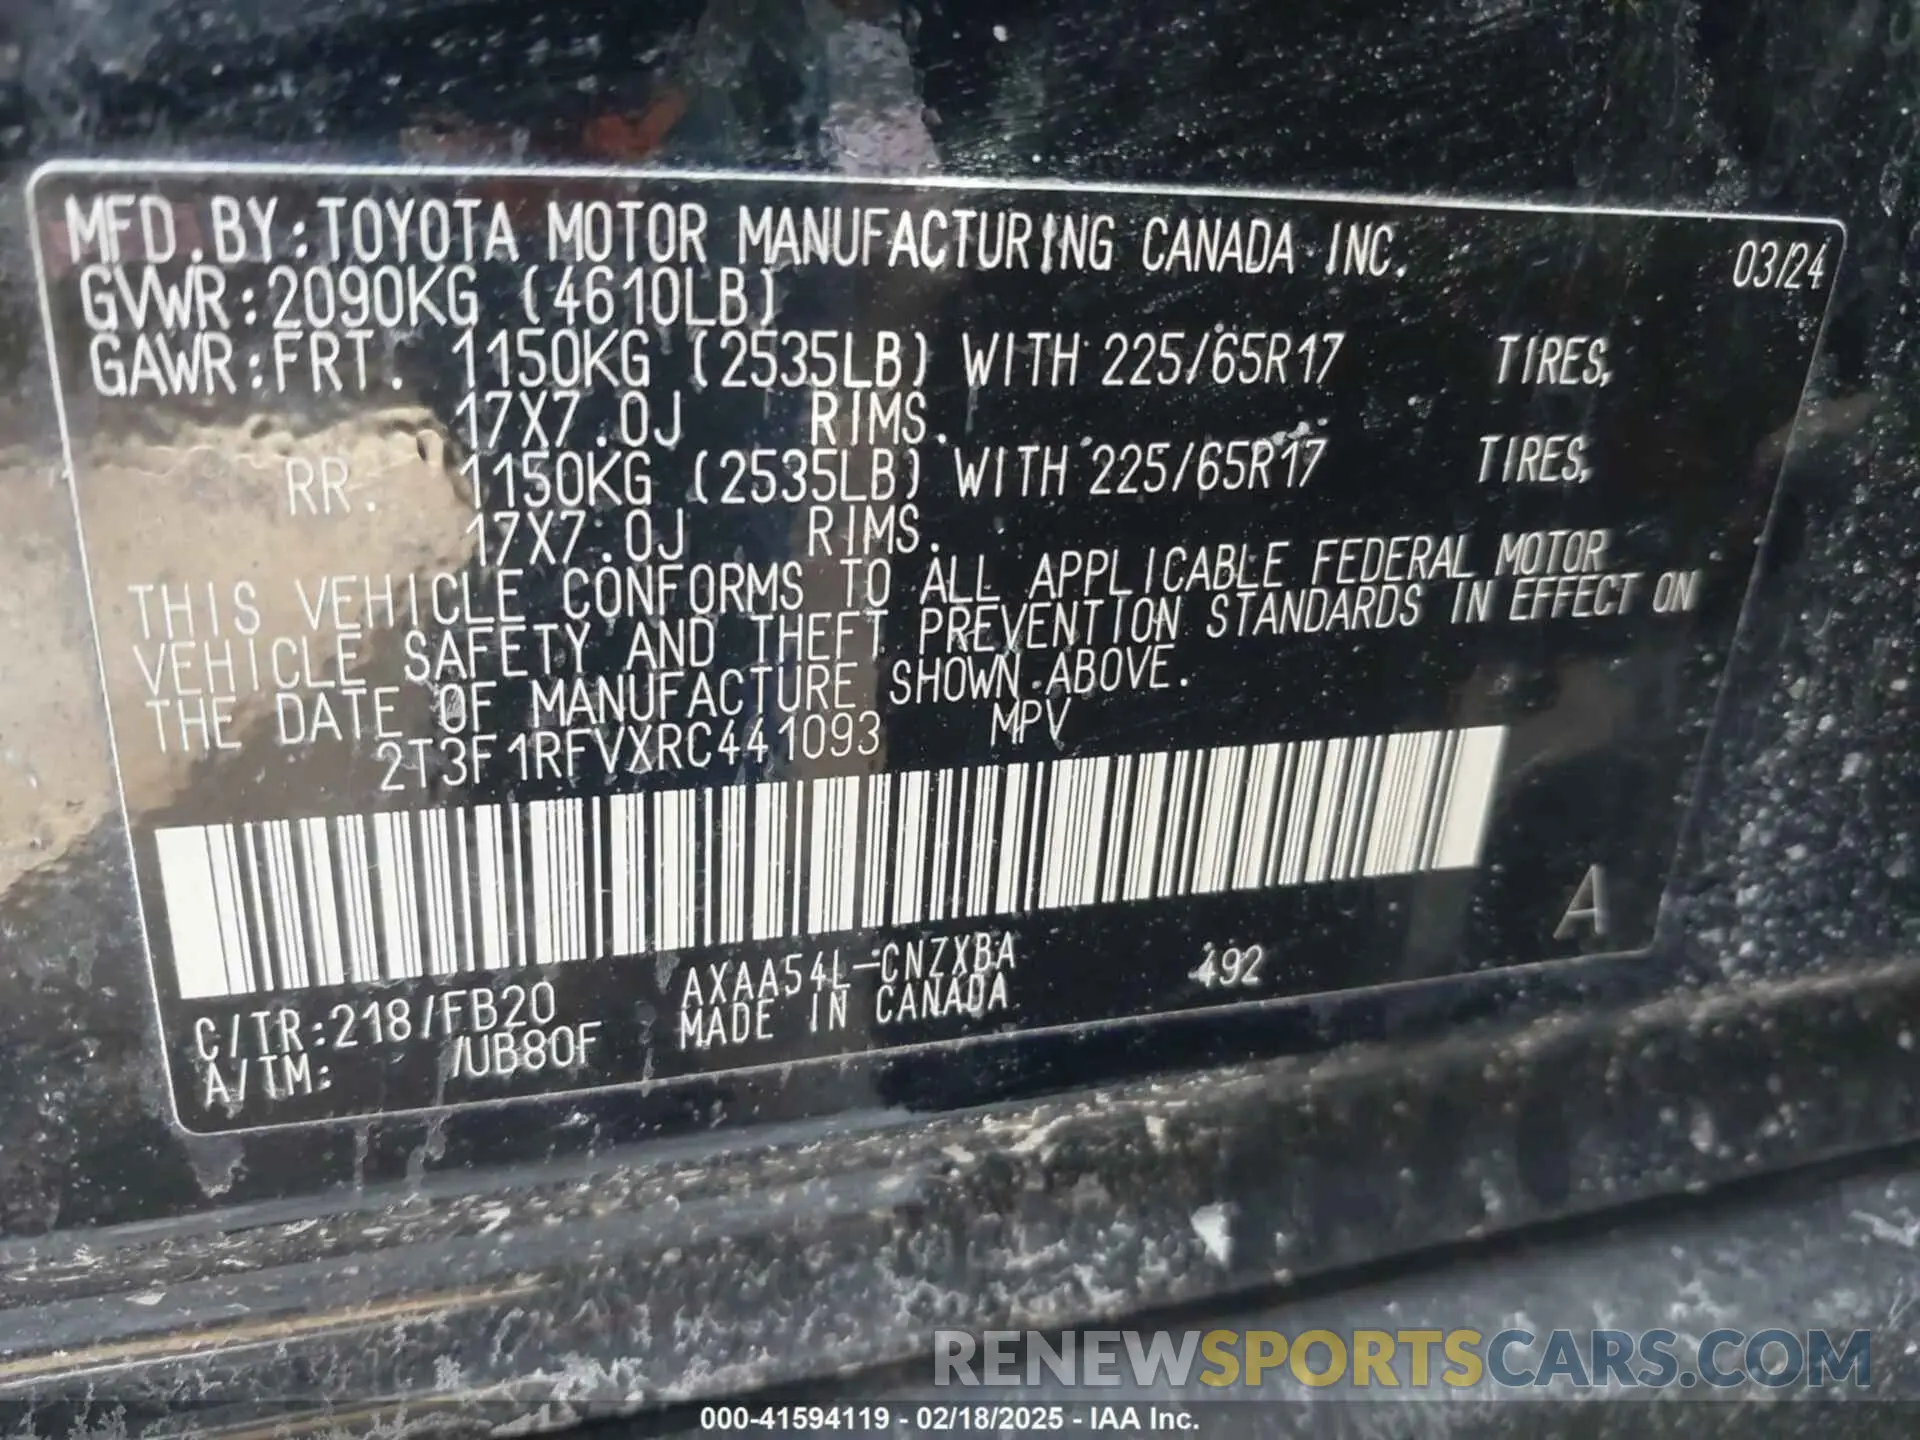 MFD.BY:TOYOTA MOTOR MANUFACTURING CANADA INC. 03/24
GVWR:2090KG (4610LB)
GAWR:FRT. 1150KG (2535LB) WITH 225/65R17 TIRES,
17X7.0J RIMS.
RR. 1150KG (2535LB) WITH 225/65R17 TIRES,
17X7.0J RIMS.
THIS VEHICLE CONFORMS TO ALL APPLICABLE FEDERAL MOTOR
VEHICLE SAFETY AND THEFT PREVENTION STANDARDS IN EFFECT ON
THE DATE OF MANUFACTURE SHOWN ABOVE.
2T3F1RFVXRC441093 MPV
C/TR:218/FB20 AXAA54L-CNZXBA 492 A
A/TM: /UB80F MADE IN CANADA
RENEWSPORTSCARS.COM
000-41594119 - 02/18/2025 - IAA Inc.